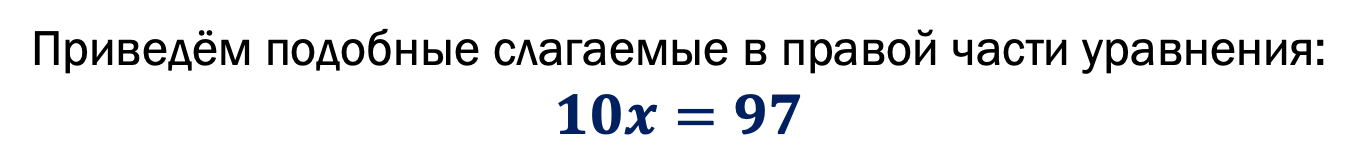 Приведём подобные слагаемые в правой части уравнения:
10x = 97